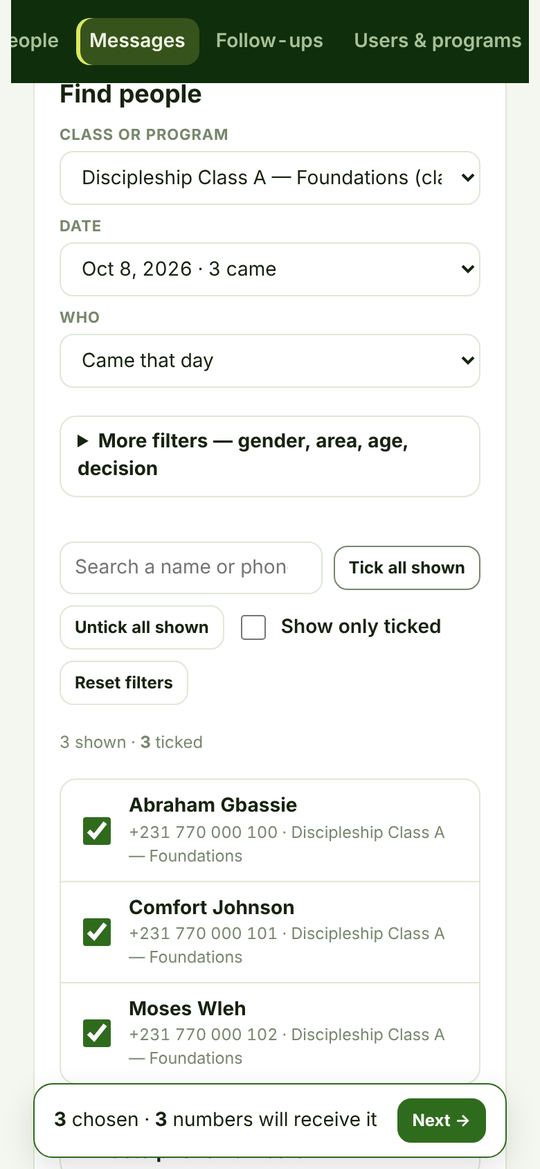 eople Messages Follow-ups Users & programs
Find people
CLASS OR PROGRAM
Discipleship Class A — Foundations (cla
DATE
Oct 8, 2026 · 3 came
WHO
Came that day
▶ More filters — gender, area, age,
decision
Search a name or phon Tick all shown
Untick all shown Show only ticked
Reset filters
3 shown · 3 ticked
Abraham Gbassie
+231 770 000 100 · Discipleship Class A
— Foundations
Comfort Johnson
+231 770 000 101 · Discipleship Class A
— Foundations
Moses Wleh
+231 770 000 102 · Discipleship Class A
— Foundations
3 chosen · 3 numbers will receive it Next →